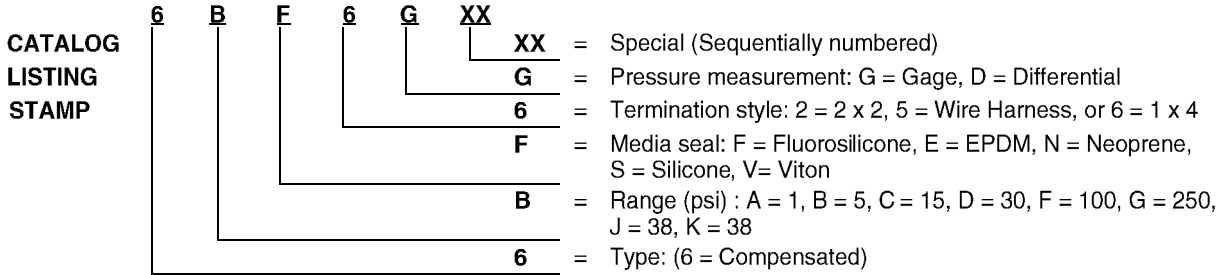 6 B F 6 G XX
CATALOG XX = Special (Sequentially numbered)
LISTING G = Pressure measurement: G = Gage, D = Differential
STAMP 6 = Termination style: 2 = 2 x 2, 5 = Wire Harness, or 6 = 1 x 4
F = Media seal: F = Fluorosilicone, E = EPDM, N = Neoprene,
S = Silicone, V= Viton
B = Range (psi) : A = 1, B = 5, C = 15, D = 30, F = 100, G = 250,
J = 38, K = 38
6 = Type: (6 = Compensated)